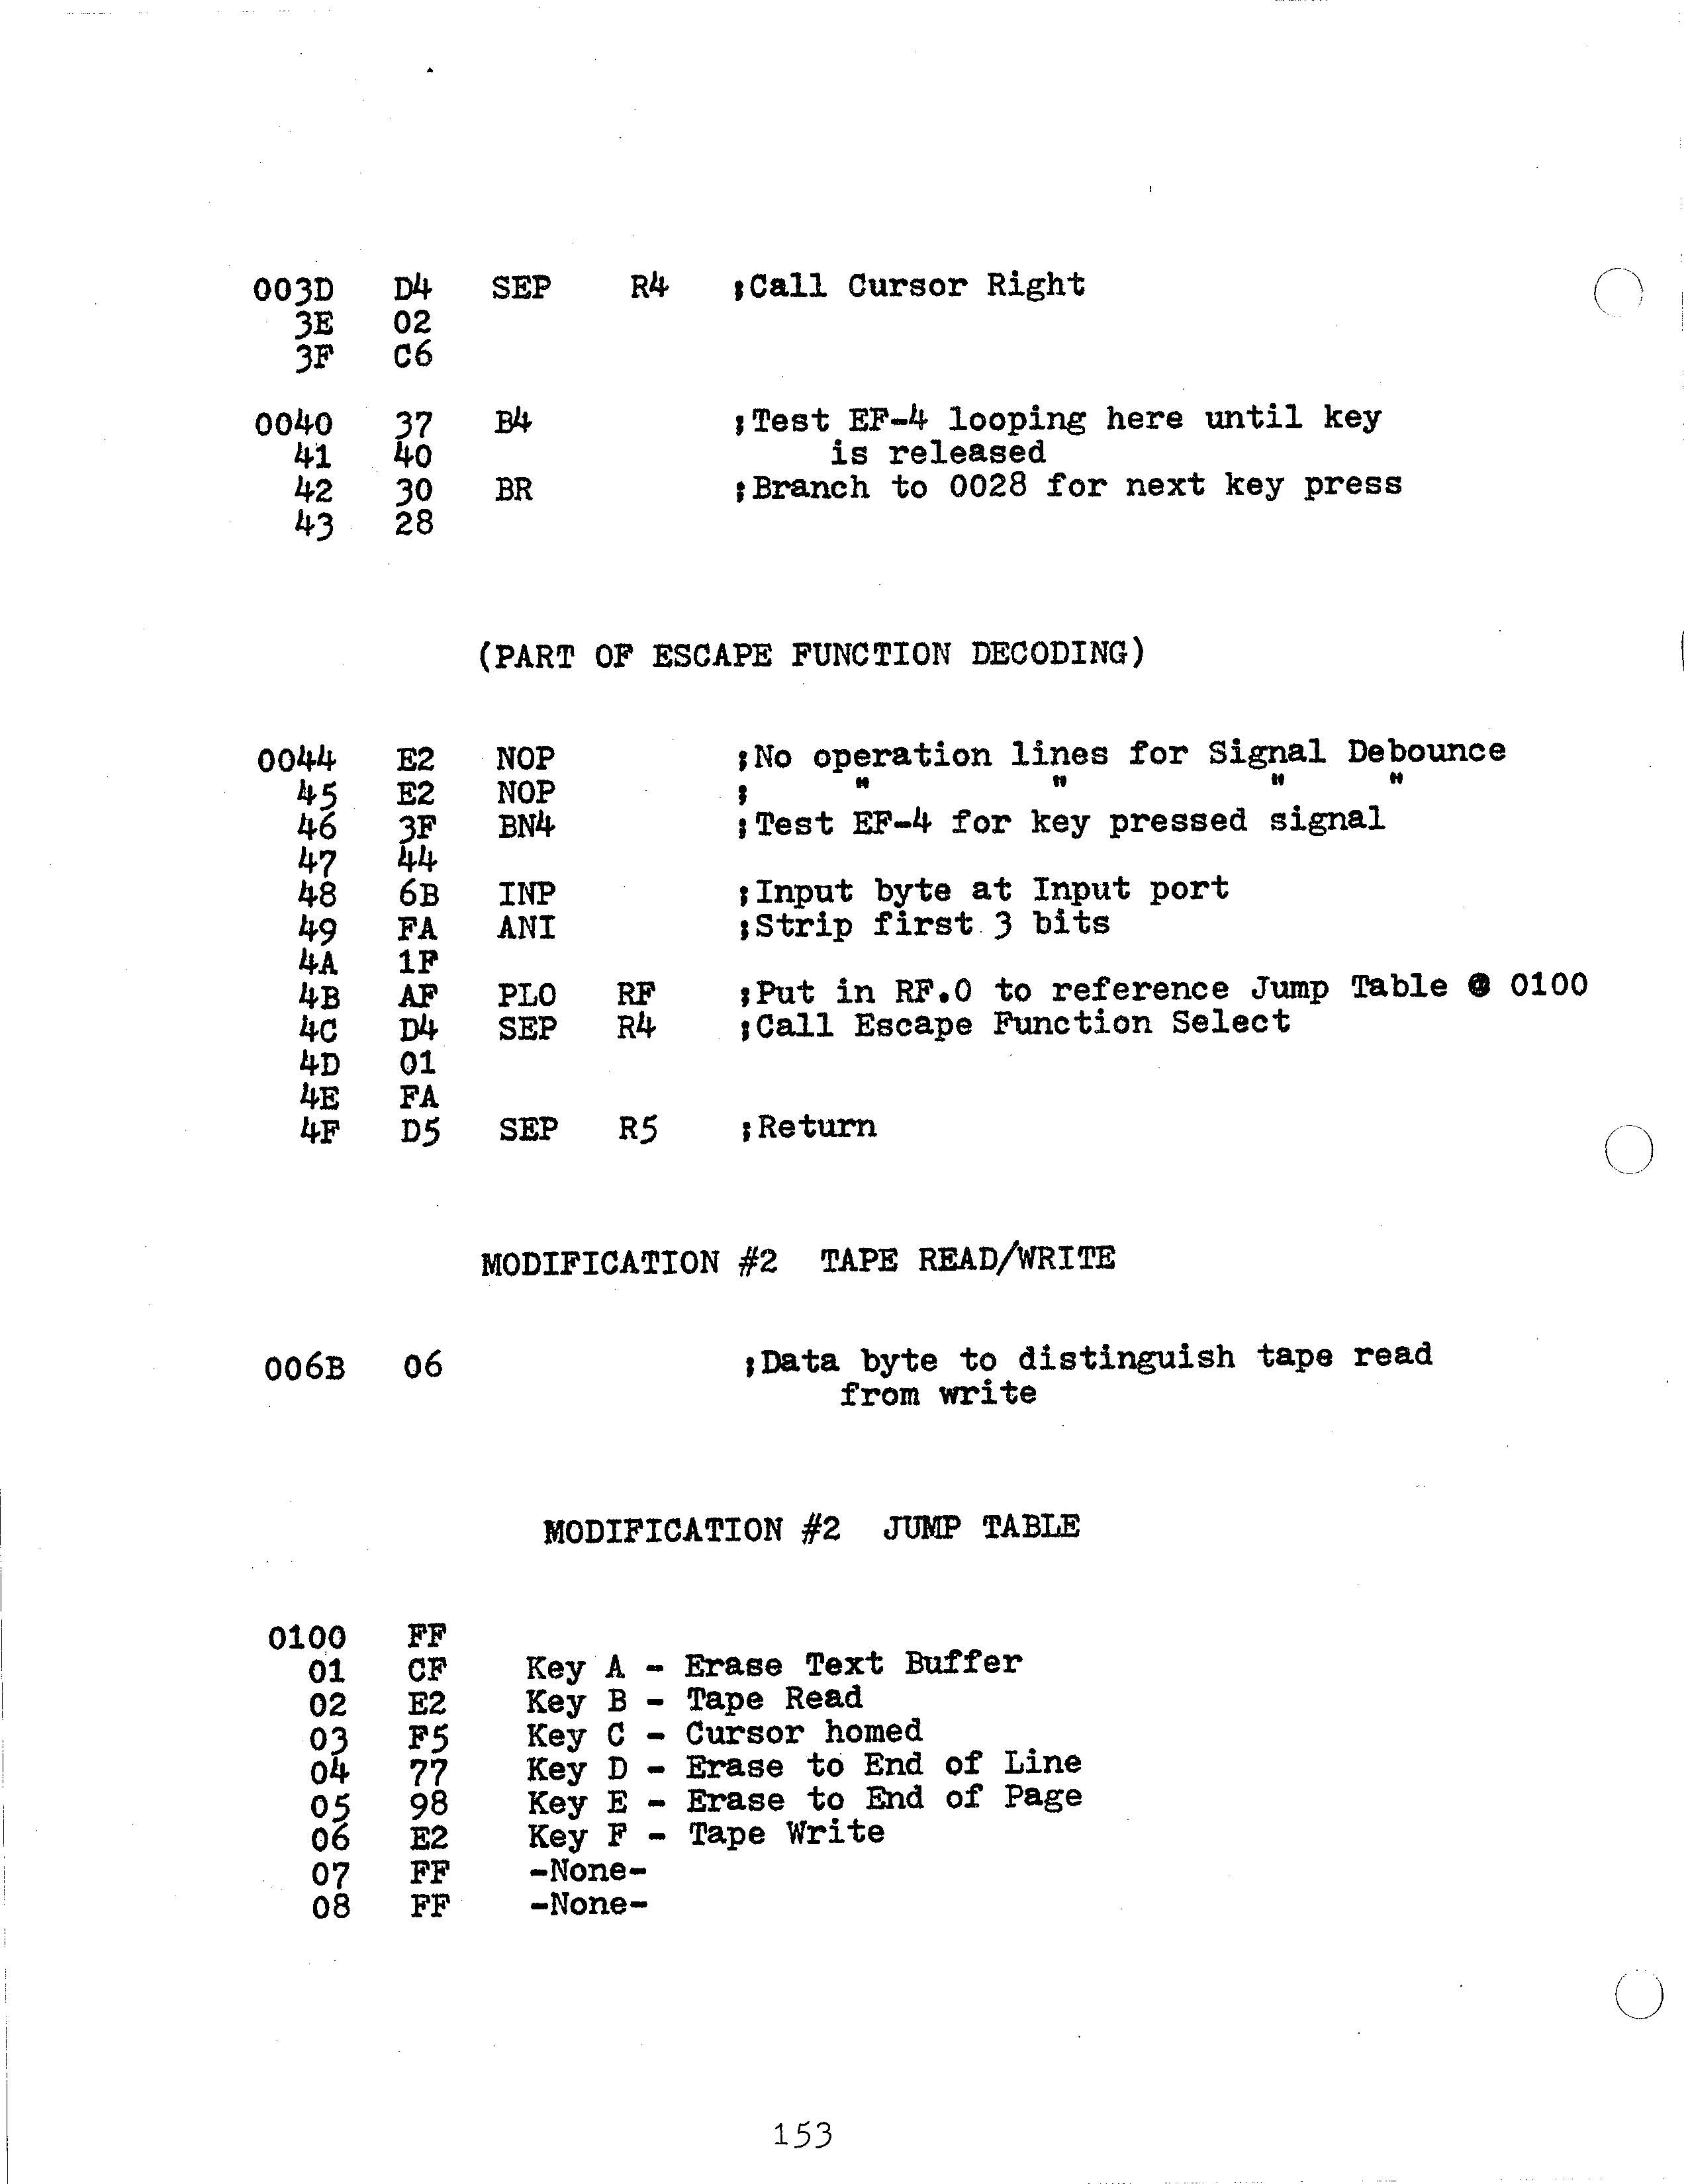 003D D4 SEP R4 ;Call Cursor Right
3E 02
3F C6
0040 37 B4 ;Test EF-4 looping here until key
41 40 is released
42 30 BR ;Branch to 0028 for next key press
43 28
(PART OF ESCAPE FUNCTION DECODING)
0044 E2 NOP ;No operation lines for Signal Debounce
45 E2 NOP ; " " " "
46 3F BN4 ;Test EF-4 for key pressed signal
47 44
48 6B INP ;Input byte at Input port
49 FA ANI ;Strip first 3 bits
4A 1F
4B AF PLO RF ;Put in RF.0 to reference Jump Table @ 0100
4C D4 SEP R4 ;Call Escape Function Select
4D 01
4E FA
4F D5 SEP R5 ;Return
MODIFICATION #2 TAPE READ/WRITE
006B 06 ;Data byte to distinguish tape read
from write
MODIFICATION #2 JUMP TABLE
0100 FF
01 CF Key A - Erase Text Buffer
02 E2 Key B - Tape Read
03 F5 Key C - Cursor homed
04 77 Key D - Erase to End of Line
05 98 Key E - Erase to End of Page
06 E2 Key F - Tape Write
07 FF -None-
08 FF -None-
153